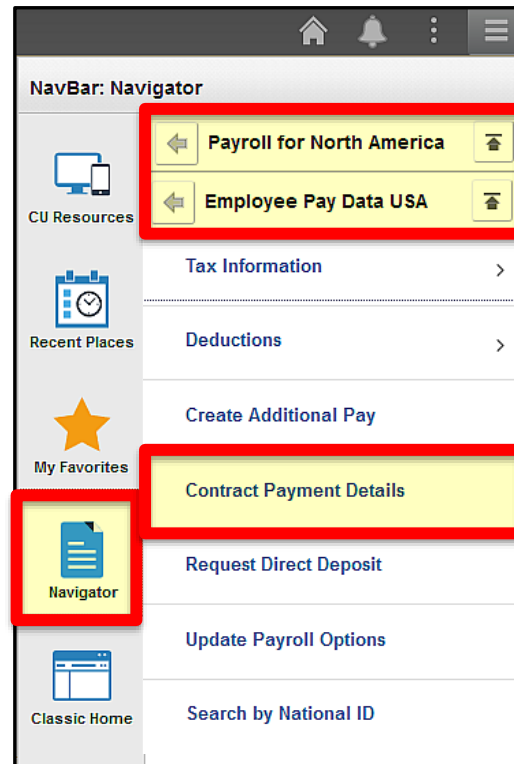 NavBar: Navigator
CU Resources
Recent Places
My Favorites
Navigator
Classic Home
Payroll for North America
Employee Pay Data USA
Tax Information
Deductions
Create Additional Pay
Contract Payment Details
Request Direct Deposit
Update Payroll Options
Search by National ID